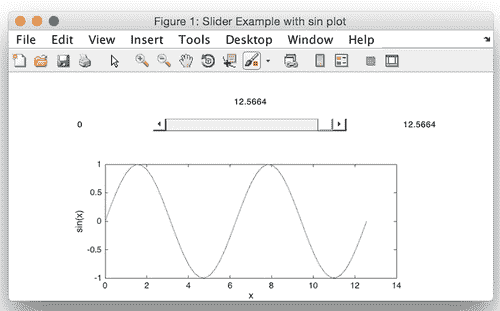 Figure 1: Slider Example with sin plot
File Edit View Insert Tools Desktop Window Help
12.5664
0
12.5664
1
0.5
0
-0.5
-1
sin(x)
0 2 4 6 8 10 12 14
x